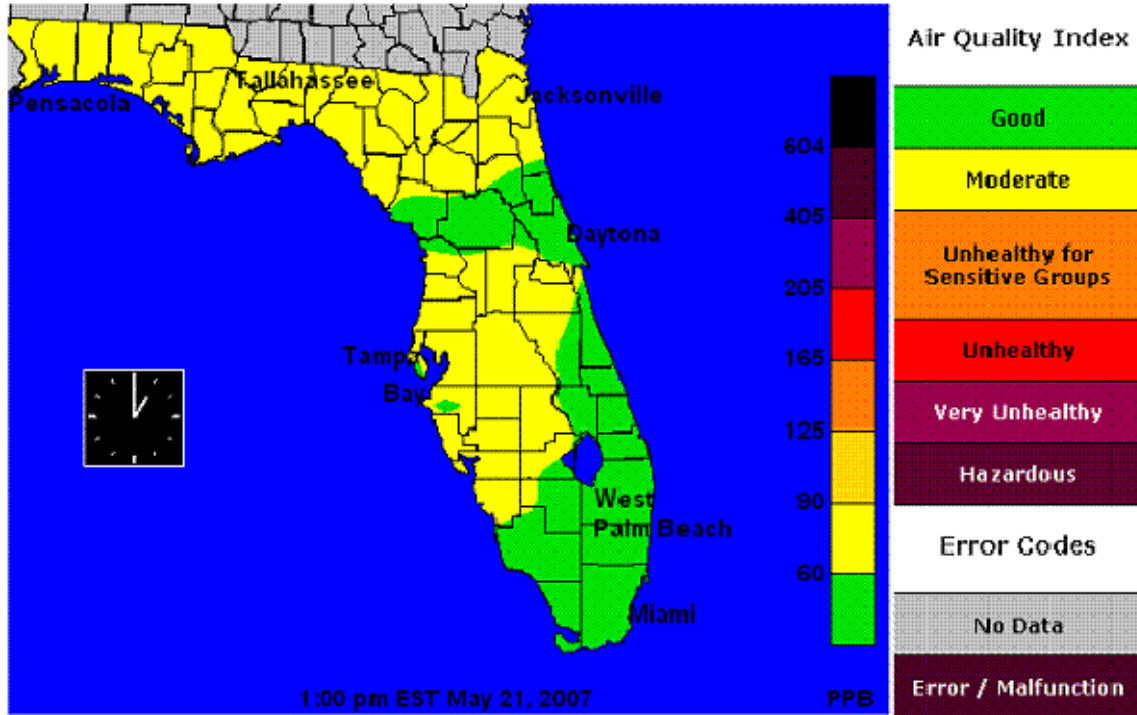 Tallahassee
Pensacola
Jacksonville
Daytona
Tampa
Bay
West
Palm Beach
Miami
604
405
205
165
125
90
60
1:00 pm EST May 21, 2007
PPB
Air Quality Index
Good
Moderate
Unhealthy for
Sensitive Groups
Unhealthy
Very Unhealthy
Hazardous
Error Codes
No Data
Error / Malfunction